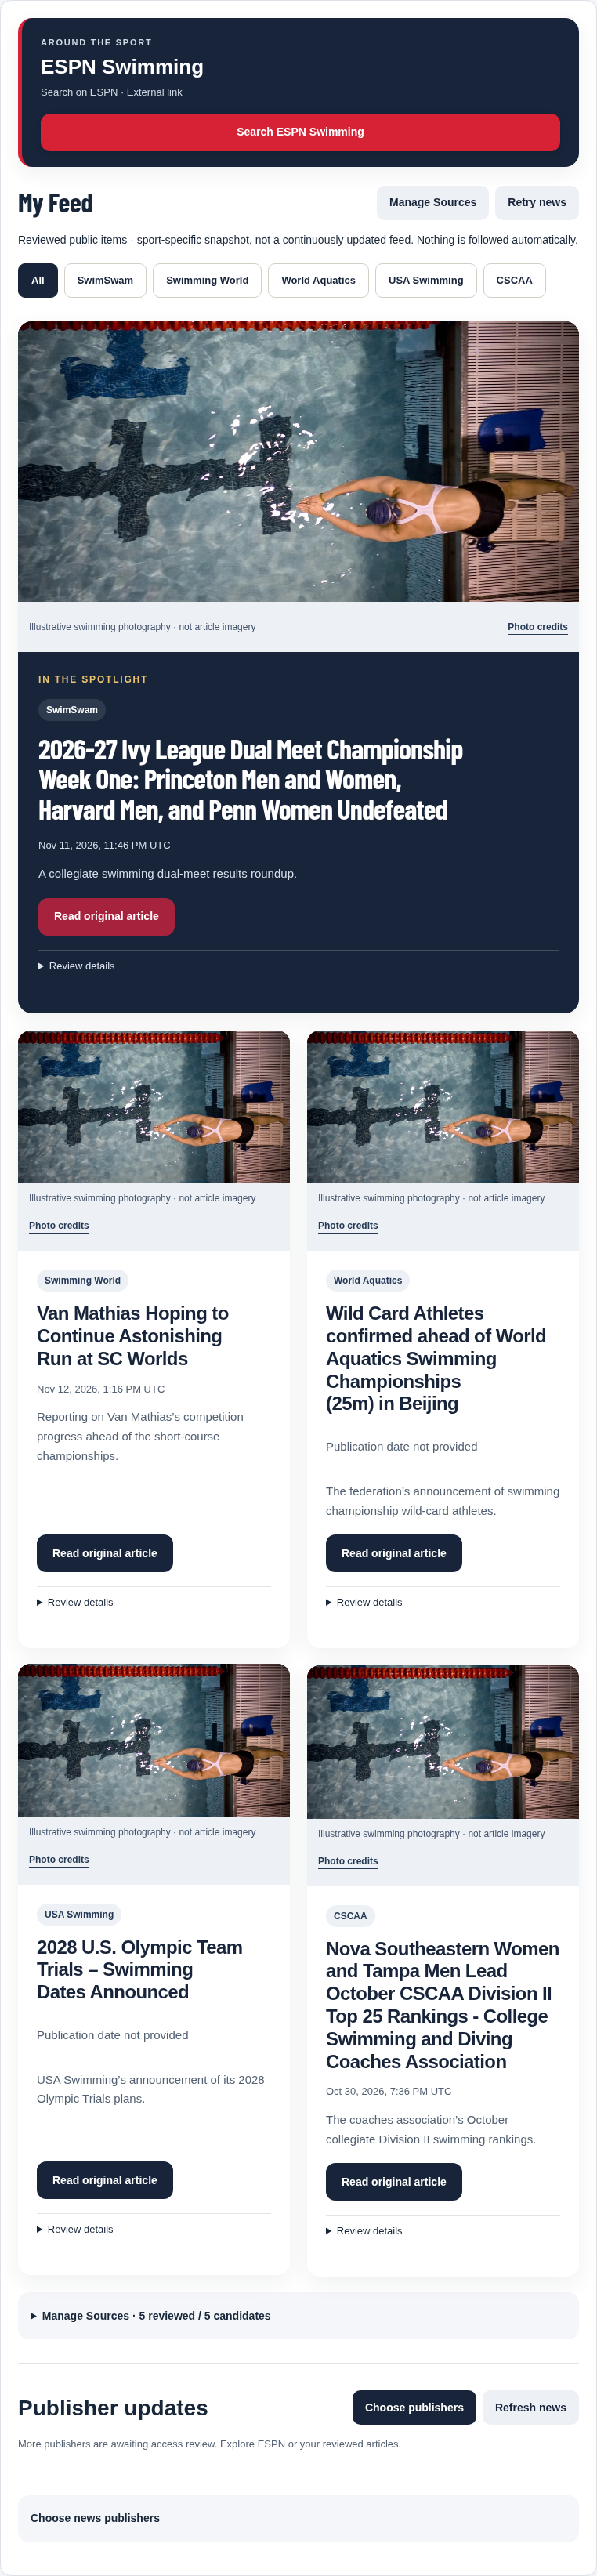 AROUND THE SPORT
ESPN Swimming
Search on ESPN · External link
Search ESPN Swimming
My Feed
Manage Sources
Retry news
Reviewed public items · sport-specific snapshot, not a continuously updated feed. Nothing is followed automatically.
All
SwimSwam
Swimming World
World Aquatics
USA Swimming
CSCAA
Illustrative swimming photography · not article imagery
Photo credits
IN THE SPOTLIGHT
SwimSwam
2026-27 Ivy League Dual Meet Championship
Week One: Princeton Men and Women,
Harvard Men, and Penn Women Undefeated
Nov 11, 2026, 11:46 PM UTC
A collegiate swimming dual-meet results roundup.
Read original article
Review details
Illustrative swimming photography · not article imagery
Photo credits
Swimming World
Van Mathias Hoping to
Continue Astonishing
Run at SC Worlds
Nov 12, 2026, 1:16 PM UTC
Reporting on Van Mathias's competition
progress ahead of the short-course
championships.
Read original article
Review details
Illustrative swimming photography · not article imagery
Photo credits
World Aquatics
Wild Card Athletes
confirmed ahead of World
Aquatics Swimming
Championships
(25m) in Beijing
Publication date not provided
The federation's announcement of swimming
championship wild-card athletes.
Read original article
Review details
Illustrative swimming photography · not article imagery
Photo credits
USA Swimming
2028 U.S. Olympic Team
Trials – Swimming
Dates Announced
Publication date not provided
USA Swimming's announcement of its 2028
Olympic Trials plans.
Read original article
Review details
Illustrative swimming photography · not article imagery
Photo credits
CSCAA
Nova Southeastern Women
and Tampa Men Lead
October CSCAA Division II
Top 25 Rankings - College
Swimming and Diving
Coaches Association
Oct 30, 2026, 7:36 PM UTC
The coaches association's October
collegiate Division II swimming rankings.
Read original article
Review details
Manage Sources · 5 reviewed / 5 candidates
Publisher updates
Choose publishers
Refresh news
More publishers are awaiting access review. Explore ESPN or your reviewed articles.
Choose news publishers